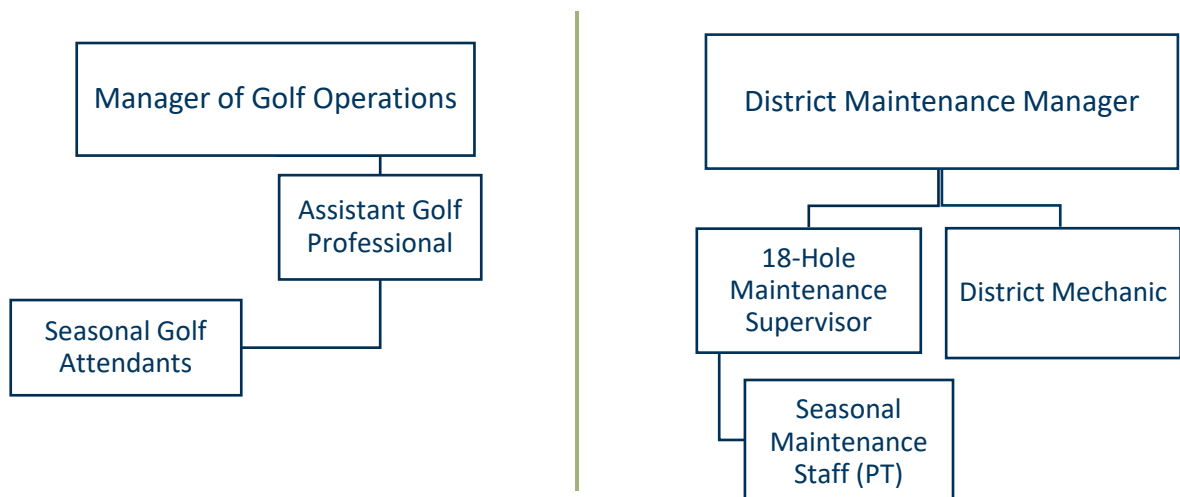 Manager of Golf Operations
Assistant Golf
Professional
Seasonal Golf
Attendants
District Maintenance Manager
18-Hole
Maintenance
Supervisor
District Mechanic
Seasonal
Maintenance
Staff (PT)